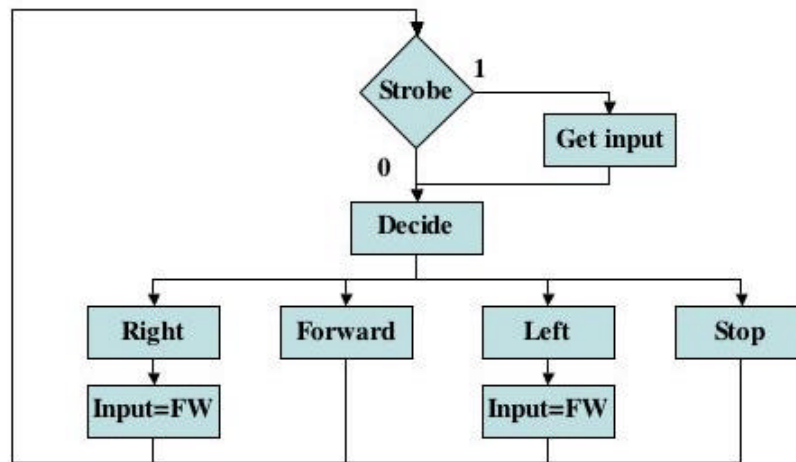 1
Strobe
Get input
0
Decide
Right
Forward
Left
Stop
Input=FW
Input=FW